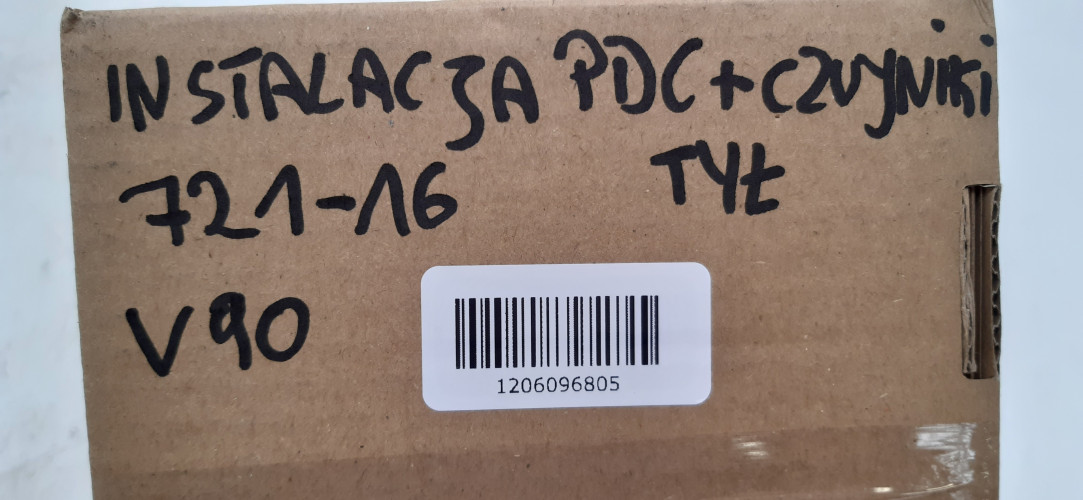 INSTALACJA PDC + CZUJNIKI
721-16 TYŁ
V90
1206096805